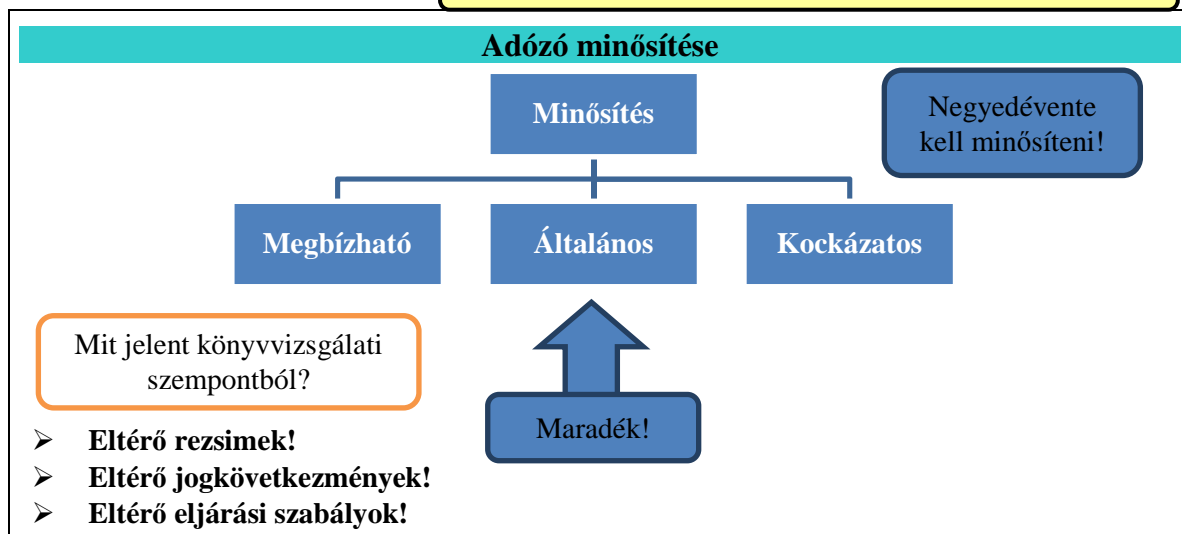 Adózó minősítése
Minősítés
Negyedévente
kell minősíteni!
Megbízható
Általános
Kockázatos
Mit jelent könyvvizsgálati
szempontból?
Maradék!
➢ Eltérő rezsimek!
➢ Eltérő jogkövetkezmények!
➢ Eltérő eljárási szabályok!